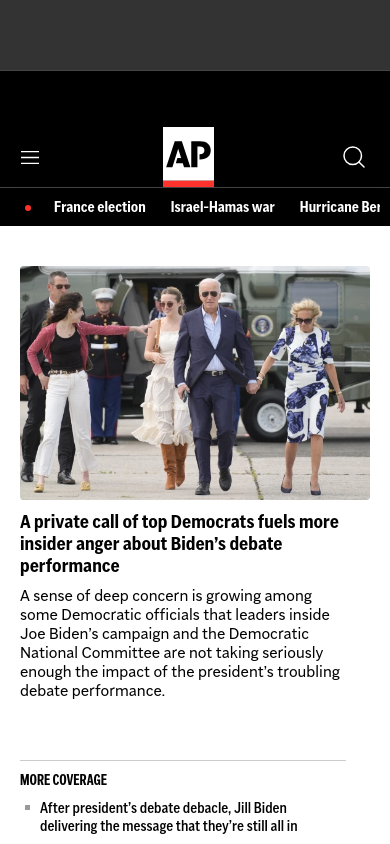 AP
France election Israel-Hamas war Hurricane Ber
A private call of top Democrats fuels more
insider anger about Biden's debate
performance
A sense of deep concern is growing among
some Democratic officials that leaders inside
Joe Biden's campaign and the Democratic
National Committee are not taking seriously
enough the impact of the president's troubling
debate performance.
MORE COVERAGE
After president's debate debacle, Jill Biden
delivering the message that they're still all in